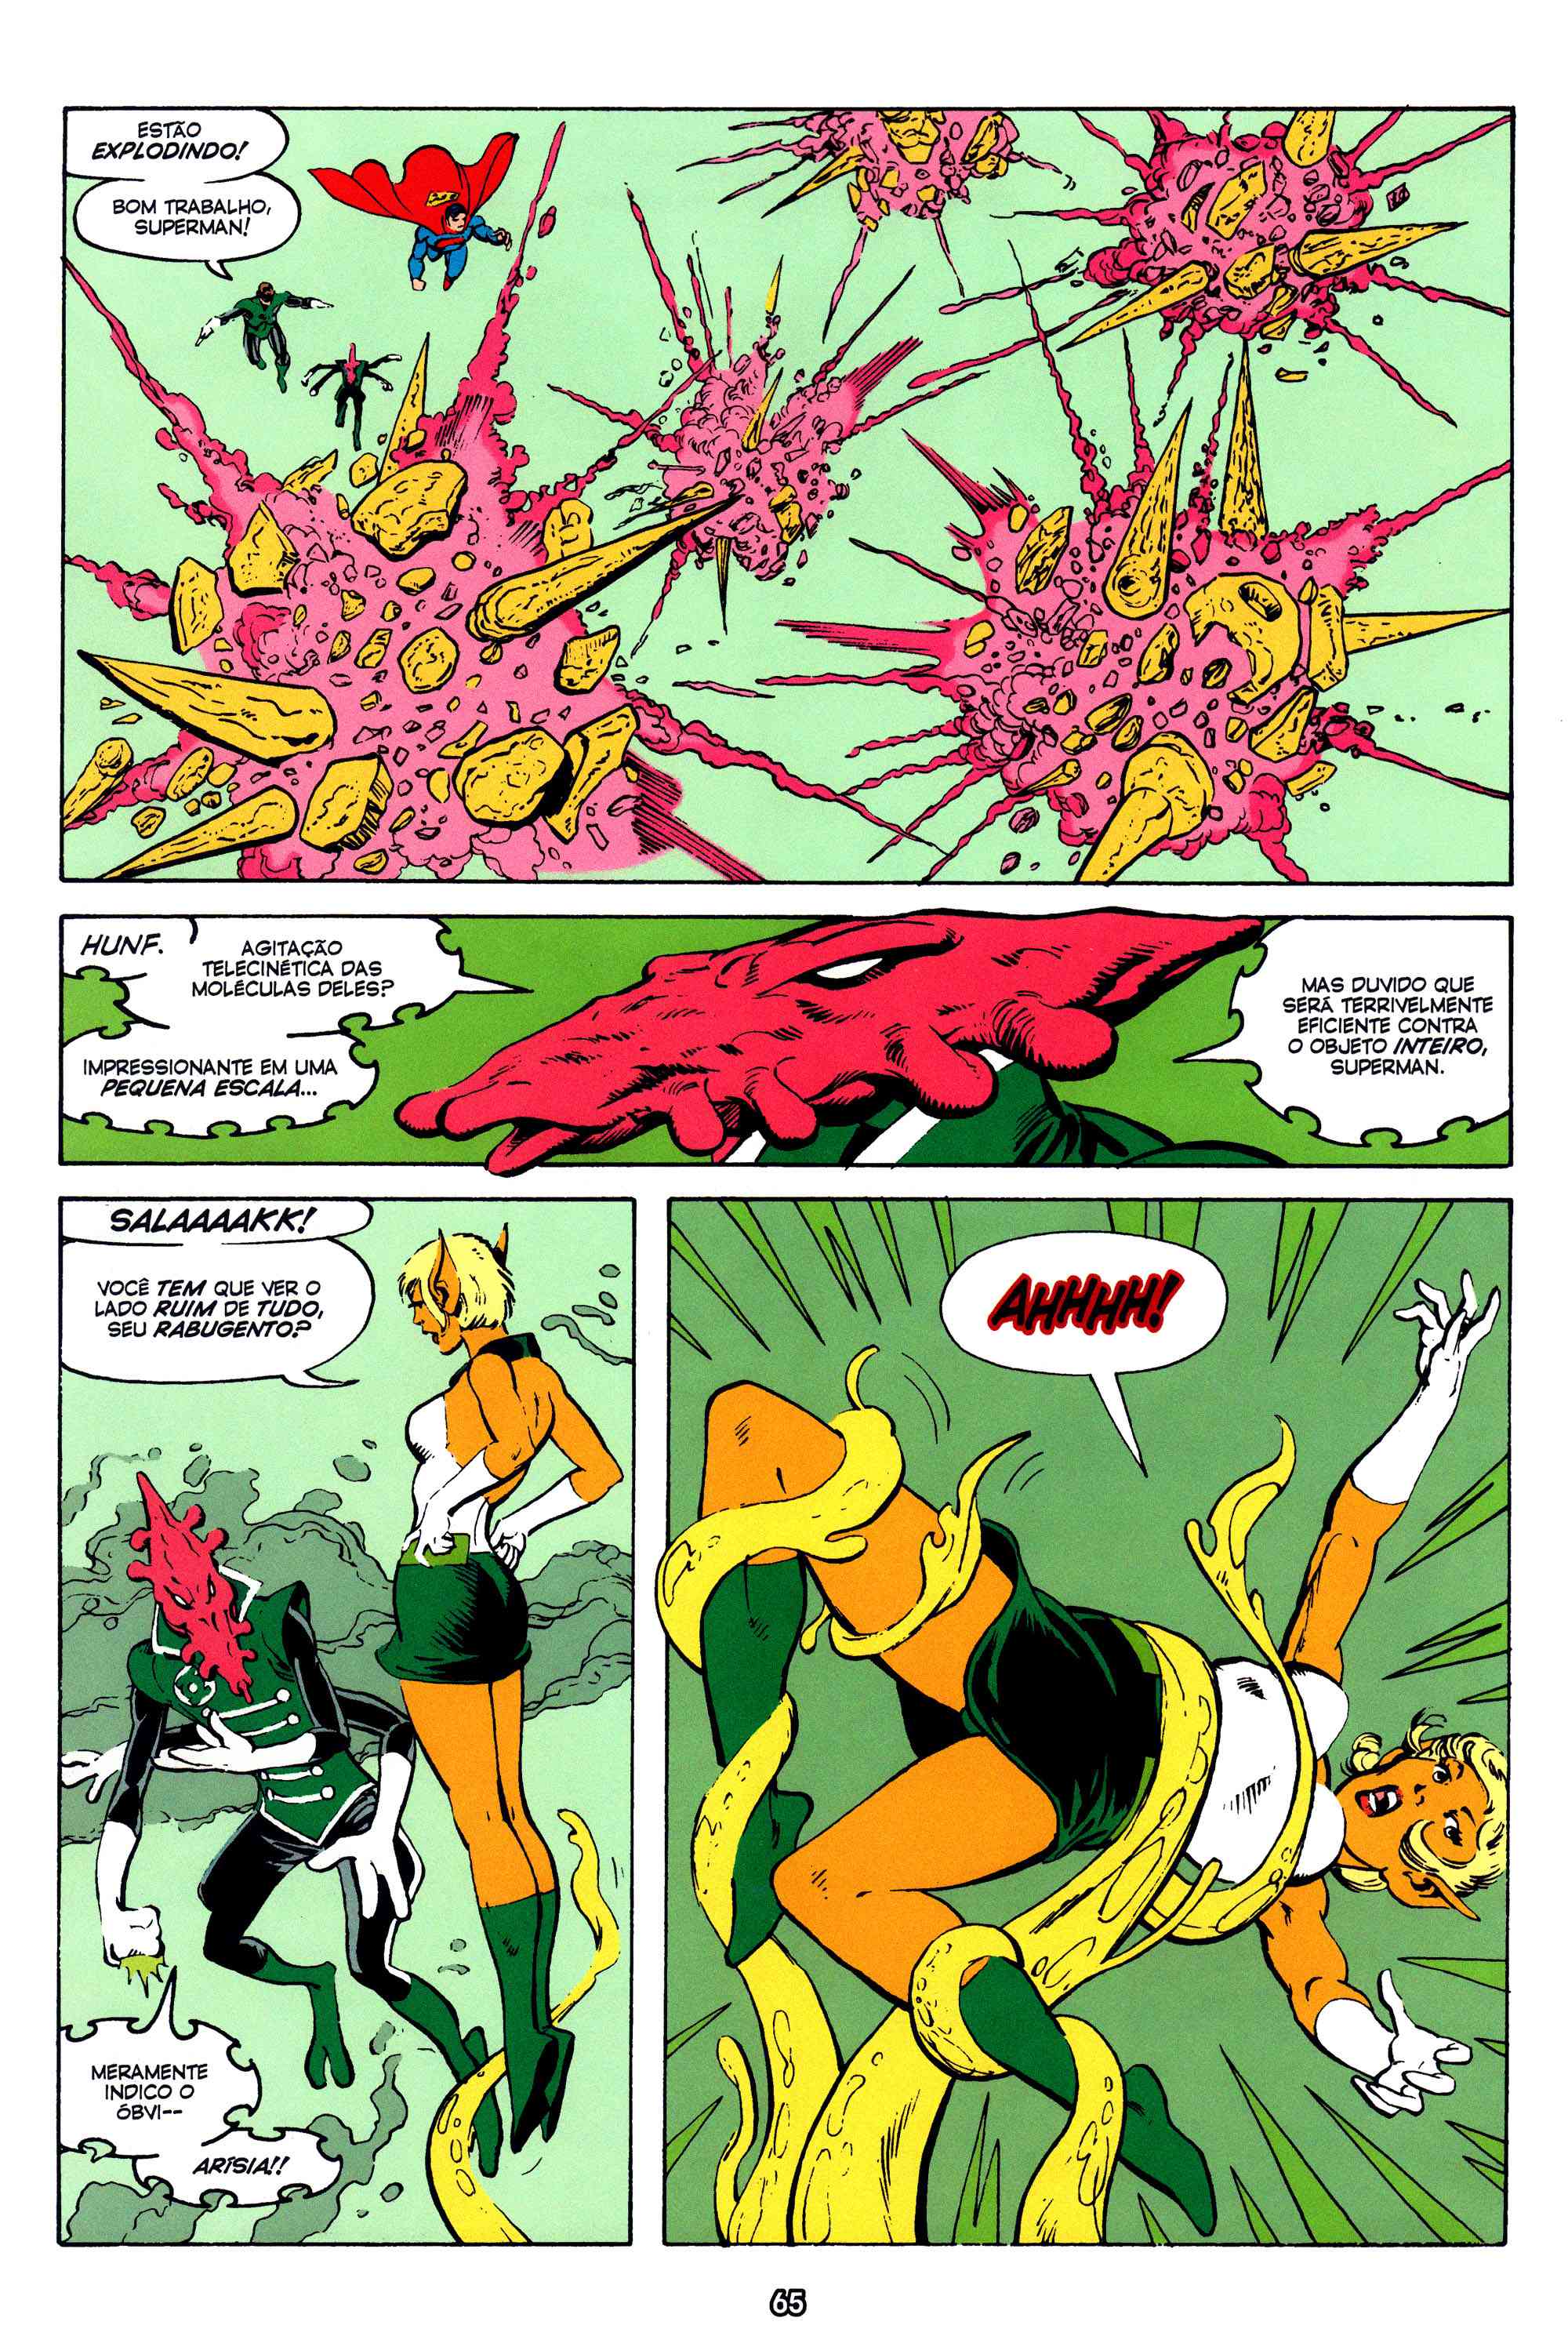 ESTÃO
EXPLODINDO!
BOM TRABALHO,
SUPERMAN!
HUNF.
AGITAÇÃO
TELECINÉTICA DAS
MOLÉCULAS DELES?
IMPRESSIONANTE EM UMA
PEQUENA ESCALA...
MAS DUVIDO QUE
SERÁ TERRIVELMENTE
EFICIENTE CONTRA
O OBJETO INTEIRO,
SUPERMAN.
SALAAAAKK!
VOCÊ TEM QUE VER O
LADO RUIM DE TUDO,
SEU RABUGENTO?
MERAMENTE
INDICO O
ÓBVI--
ARÍSIA!!
AHHHH!
65